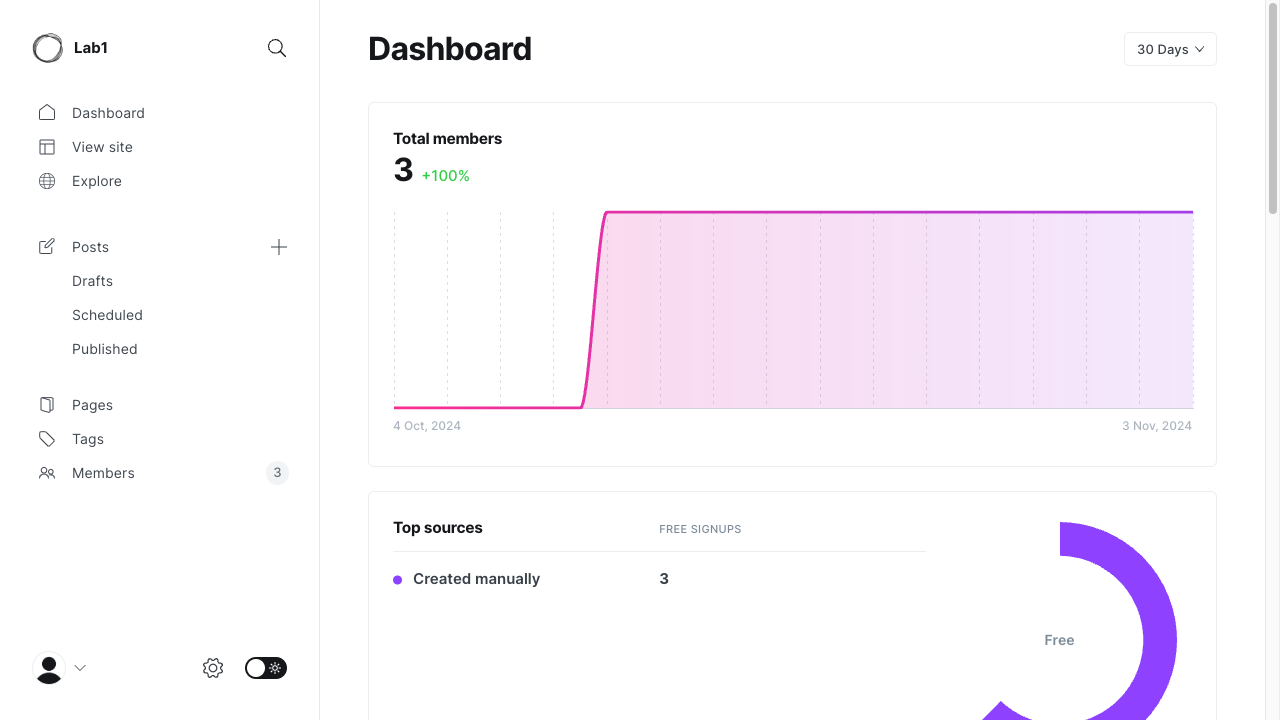 Lab1
Dashboard
View site
Explore
Posts
Drafts
Scheduled
Published
Pages
Tags
Members
3
Dashboard
30 Days
Total members
3 +100%
4 Oct, 2024
3 Nov, 2024
Top sources
FREE SIGNUPS
Created manually
3
Free